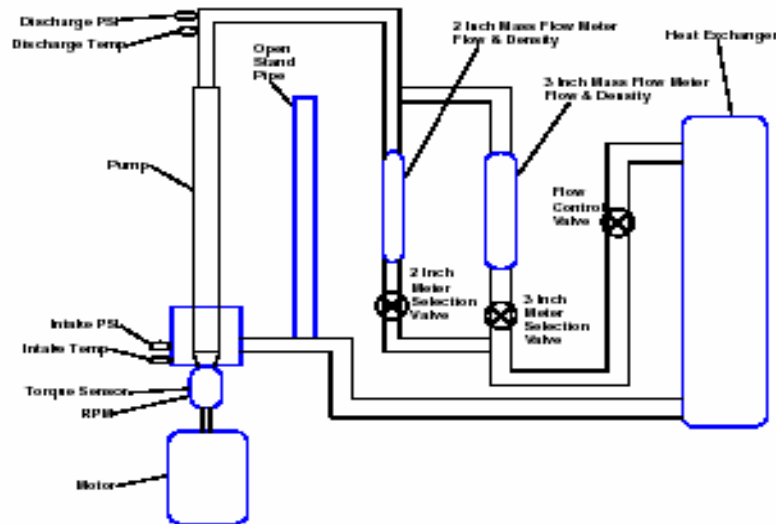 Discharge PSI
Discharge Temp
Open
Stand
Pipe
2 Inch Mass Flow Meter
Flow & Density
3 Inch Mass Flow Meter
Flow & Density
Heat Exchanger
Pump
Flow
Control
Valve
2 Inch
Meter
Selection
Valve
3 Inch
Meter
Selection
Valve
Intake PSI
Intake Temp
Torque Sensor
RPM
Motor